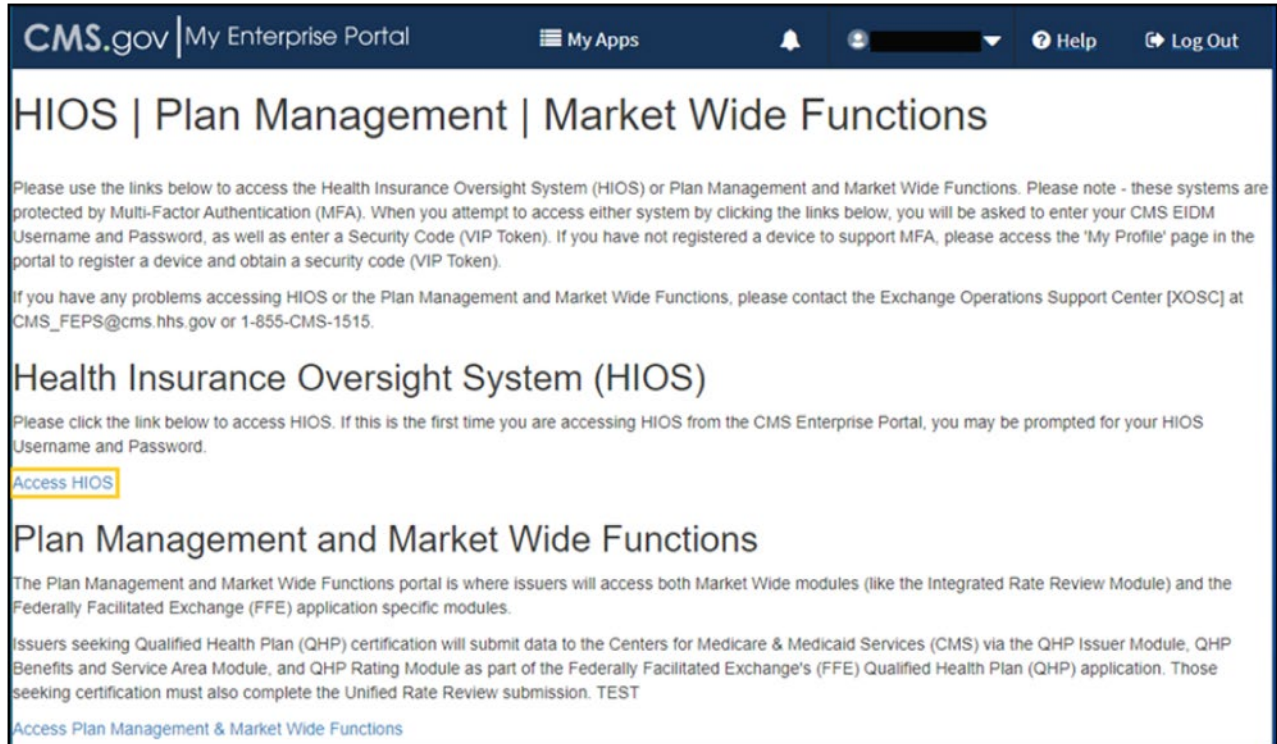 CMS.gov My Enterprise Portal My Apps Help Log Out
HIOS | Plan Management | Market Wide Functions
Please use the links below to access the Health Insurance Oversight System (HIOS) or Plan Management and Market Wide Functions. Please note - these systems are
protected by Multi-Factor Authentication (MFA). When you attempt to access either system by clicking the links below, you will be asked to enter your CMS EIDM
Username and Password, as well as enter a Security Code (VIP Token). If you have not registered a device to support MFA, please access the 'My Profile' page in the
portal to register a device and obtain a security code (VIP Token).
If you have any problems accessing HIOS or the Plan Management and Market Wide Functions, please contact the Exchange Operations Support Center [XOSC] at
CMS_FEPS@cms.hhs.gov or 1-855-CMS-1515.
Health Insurance Oversight System (HIOS)
Please click the link below to access HIOS. If this is the first time you are accessing HIOS from the CMS Enterprise Portal, you may be prompted for your HIOS
Username and Password.
Access HIOS
Plan Management and Market Wide Functions
The Plan Management and Market Wide Functions portal is where issuers will access both Market Wide modules (like the Integrated Rate Review Module) and the
Federally Facilitated Exchange (FFE) application specific modules.
Issuers seeking Qualified Health Plan (QHP) certification will submit data to the Centers for Medicare & Medicaid Services (CMS) via the QHP Issuer Module, QHP
Benefits and Service Area Module, and QHP Rating Module as part of the Federally Facilitated Exchange's (FFE) Qualified Health Plan (QHP) application. Those
seeking certification must also complete the Unified Rate Review submission. TEST
Access Plan Management & Market Wide Functions